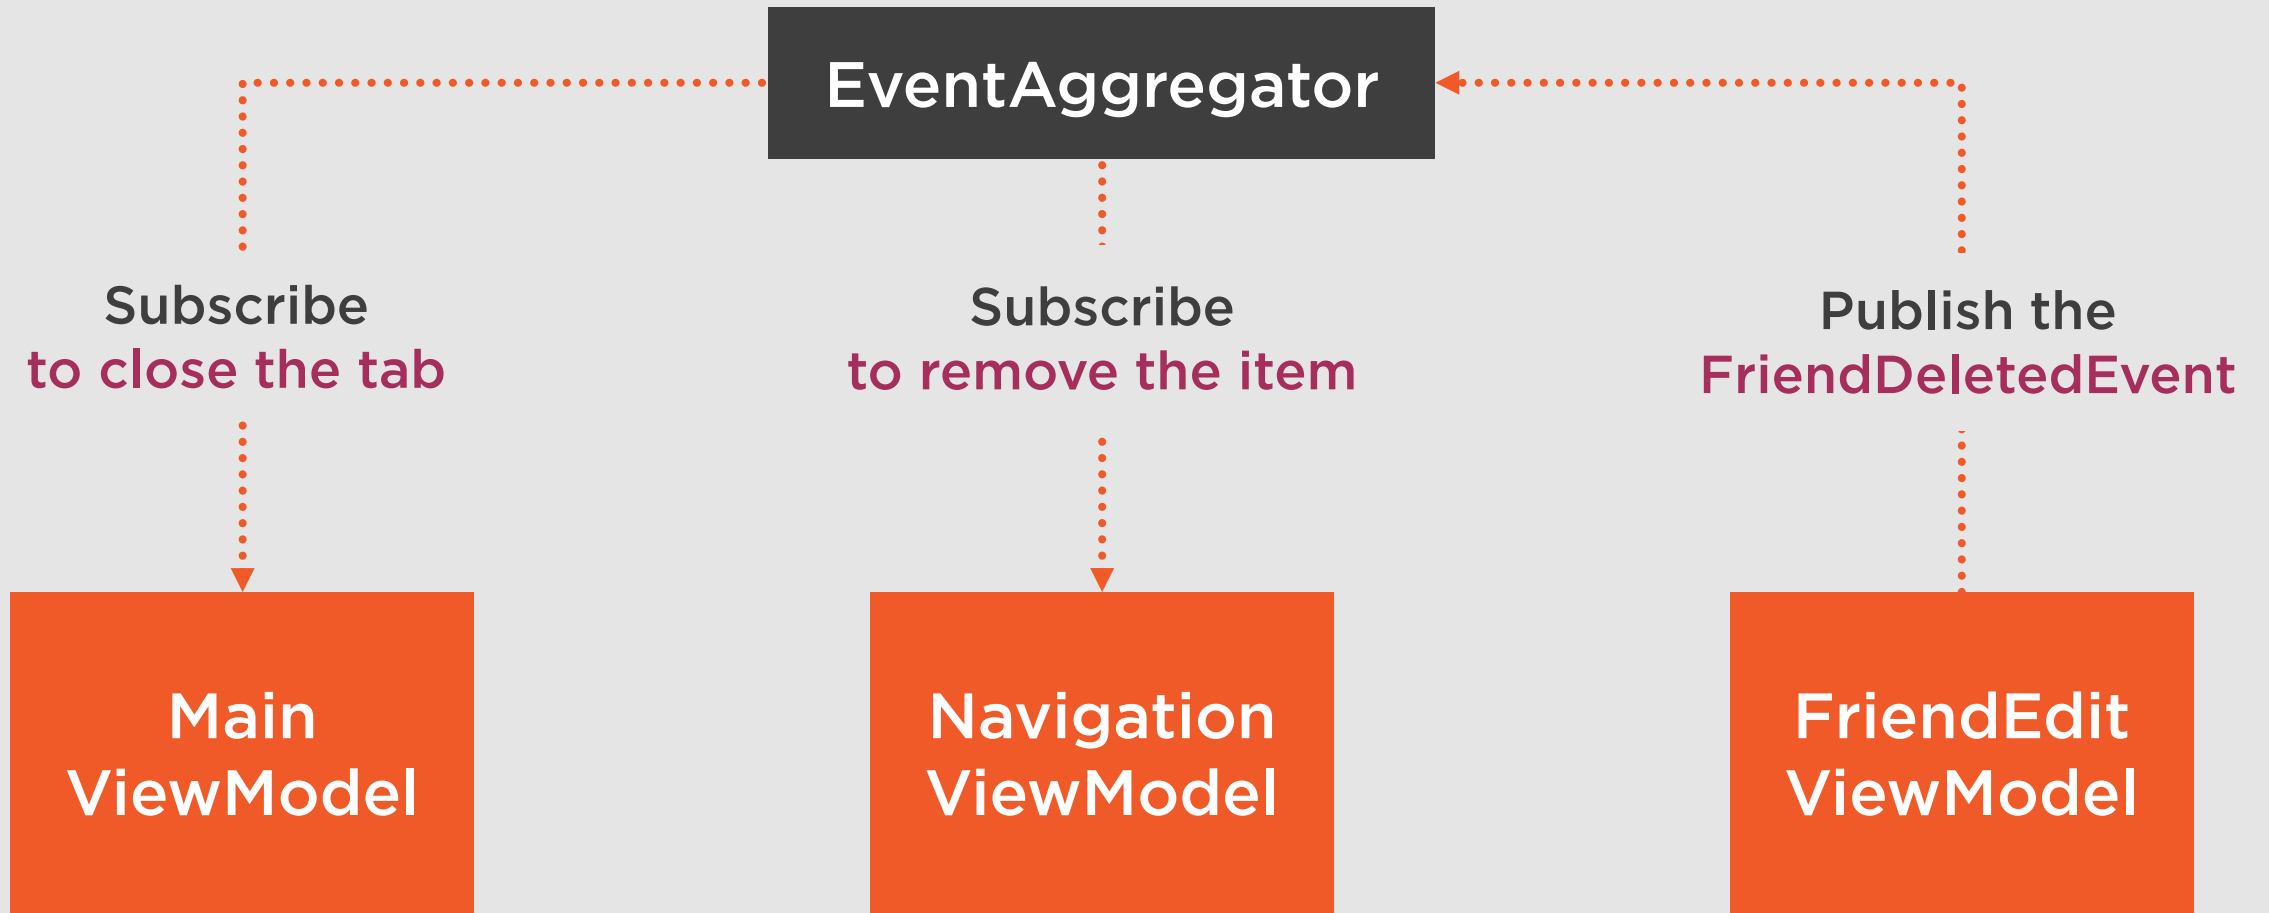 EventAggregator
Subscribe
to close the tab
Subscribe
to remove the item
Publish the
FriendDeletedEvent
Main
ViewModel
Navigation
ViewModel
FriendEdit
ViewModel